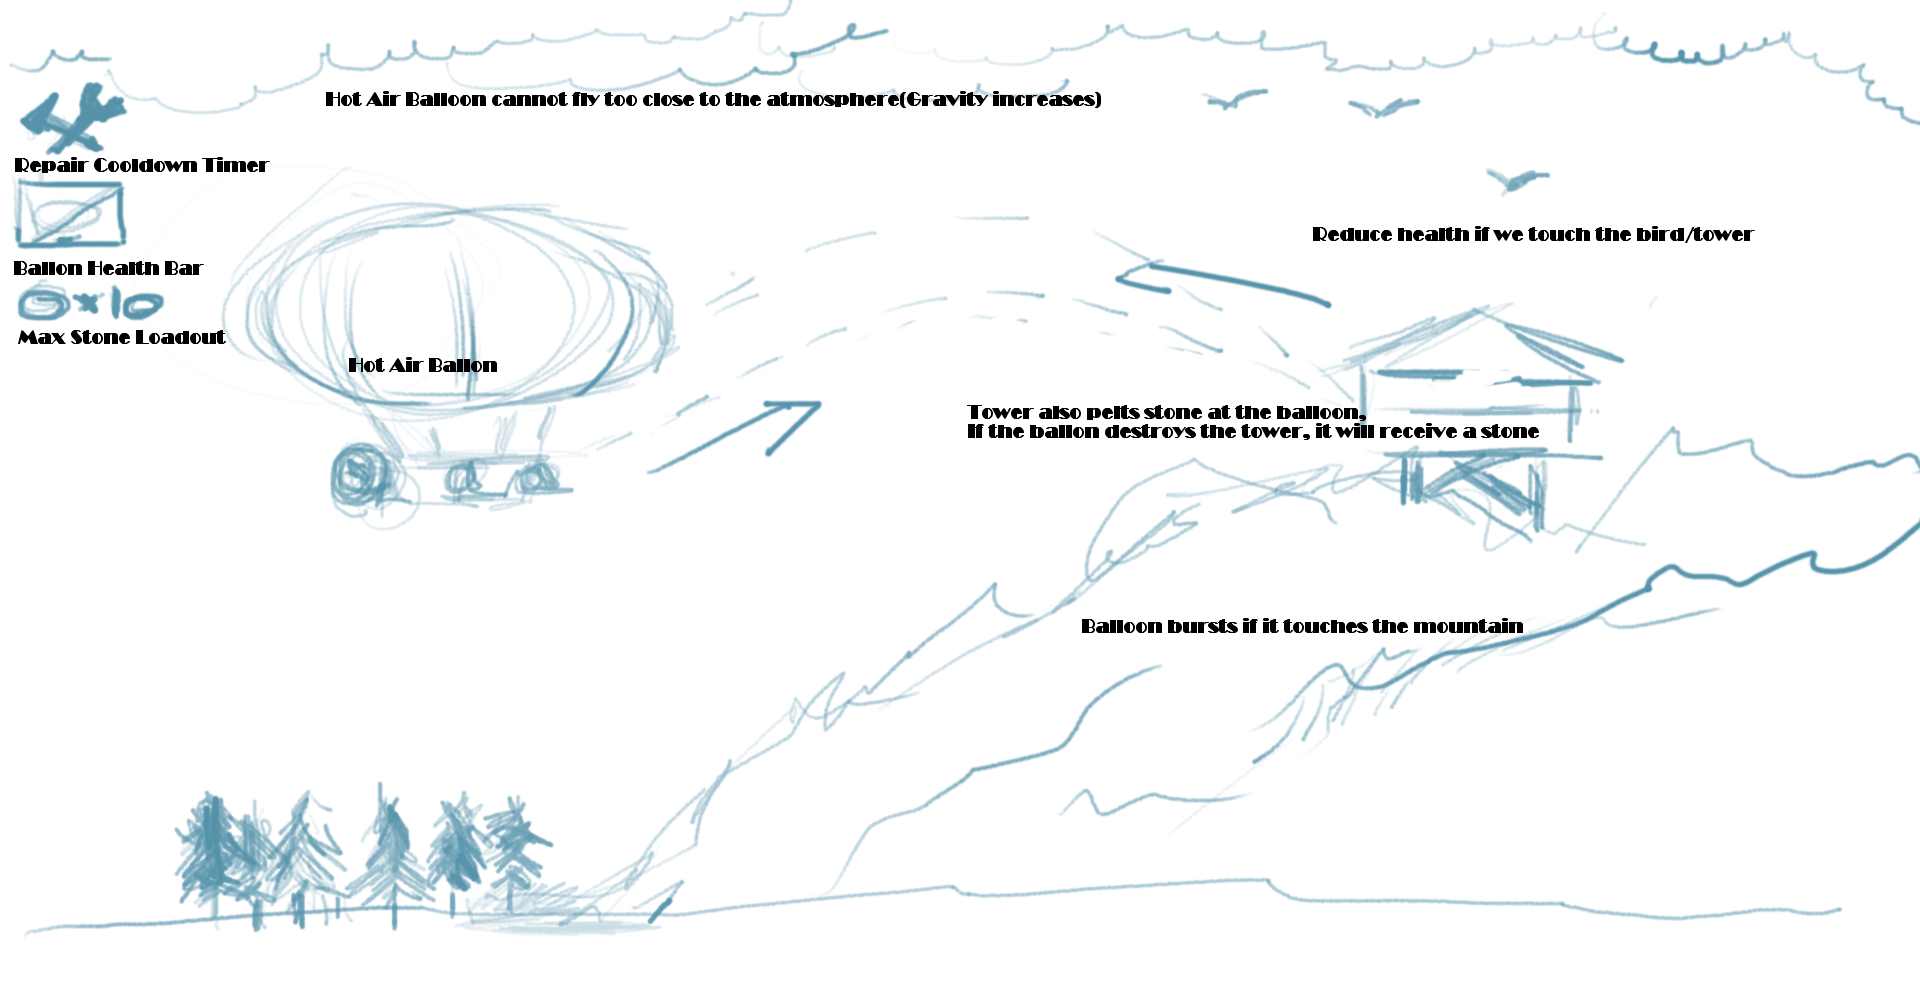 Hot Air Balloon cannot fly too close to the atmosphere(Gravity increases)
Repair Cooldown Timer
Reduce health if we touch the bird/tower
Ballon Health Bar
0x10
Max Stone Loadout
Hot Air Ballon
Tower also pelts stone at the balloon,
If the ballon destroys the tower, it will receive a stone
Balloon bursts if it touches the mountain